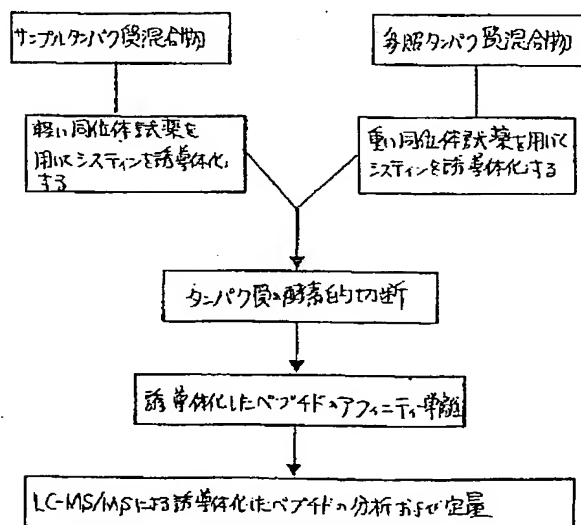 サンプルタンパク質混合物
参照タンパク質混合物
軽い同位体試薬を
用いてシステインを誘導体化
する
重い同位体試薬を用いて
システインを誘導体化する
タンパク質の酵素的切断
誘導体化したペプチドのアフィニティー単離
LC-MS/MSによる誘導体化したペプチドの分析および定量